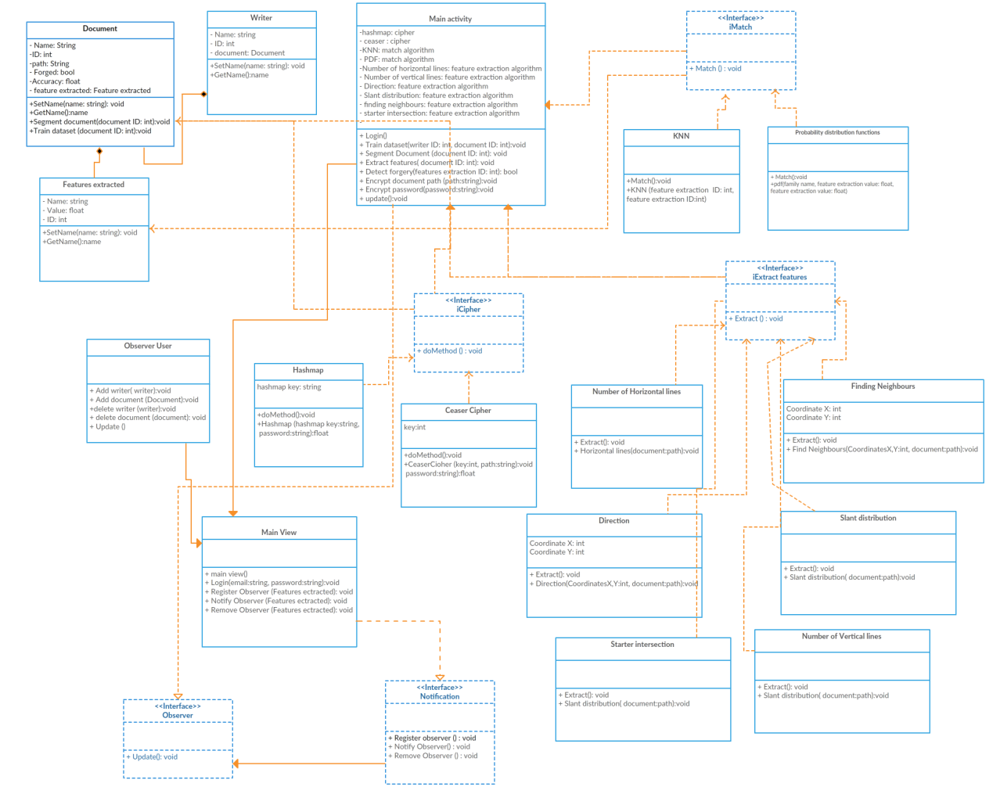 Document
- Name: String
-ID: int
-path: String
- Forged: bool
-Accuracy: float
- feature extracted: Feature extracted
+SetName(name: string): void
+GetName():name
+Segment document(document ID: int):void
+Train dataset (document ID: int):void
Writer
- Name: string
- ID: int
- document: Document
+SetName(name: string): void
+GetName():name
Main activity
-hashmap: cipher
- ceaser : cipher
-KNN: match algorithm
- PDF: match algorithm
-Number of horizontal lines: feature extraction algorithm
- Number of vertical lines: feature extraction algorithm
- Direction: feature extraction algorithm
- Slant distribution: feature extraction algorithm
- finding neighbours: feature extraction algorithm
- starter intersection: feature extraction algorithm
+ Login()
+ Train dataset(writer ID: int, document ID: int):void
+ Segment Document (document ID: int): void
+ Extract features( document ID: int): void
+ Detect forgery(features extraction ID: int): bool
+ Encrypt document path (path:string):void
+ Encrypt password(password:string):void
+ update():void
<<Interface>>
iMatch
+ Match () : void
KNN
+Match():void
+KNN (feature extraction  ID: int,
feature extraction ID:int)
Probability distribution functions
+ Match():void
+pdf(family name, feature extraction value: float,
feature extraction value: float)
Features extracted
- Name: string
- Value: float
- ID: int
+SetName(name: string): void
+GetName():name
<<Interface>>
iExtract features
+ Extract () : void
<<Interface>>
iCipher
+ doMethod () : void
Observer User
+ Add writer( writer):void
+ Add document (Document):void
+delete writer (writer):void
+ delete document (document): void
+ Update ()
Hashmap
hashmap key: string
+doMethod():void
+Hashmap (hashmap key:string,
password:string):float
Ceaser Cipher
key:int
+doMethod():void
+CeaserCioher (key:int, path:string):void
password:string):float
Number of Horizontal lines
+ Extract(): void
+ Horizontal lines(document:path):void
Finding Neighbours
Coordinate X: int
Coordinate Y: int
+ Extract(): void
+ Find Neighbours(CoordinatesX,Y:int, document:path):void
Main View
+ main view()
+ Login(email:string, password:string):void
+ Register Observer (Features ectracted): void
+ Notify Observer (Features ectracted): void
+ Remove Observer (Features ectracted): void
Direction
Coordinate X: int
Coordinate Y: int
+ Extract(): void
+ Direction(CoordinatesX,Y:int, document:path):void
Slant distribution
+ Extract(): void
+ Slant distribution( document:path):void
Starter intersection
+ Extract(): void
+ Slant distribution( document:path):void
Number of Vertical lines
+ Extract(): void
+ Slant distribution( document:path):void
<<Interface>>
Observer
+ Update(): void
<<Interface>>
Notification
+ Register observer () : void
+ Notify Observer() : void
+ Remove Observer () : void